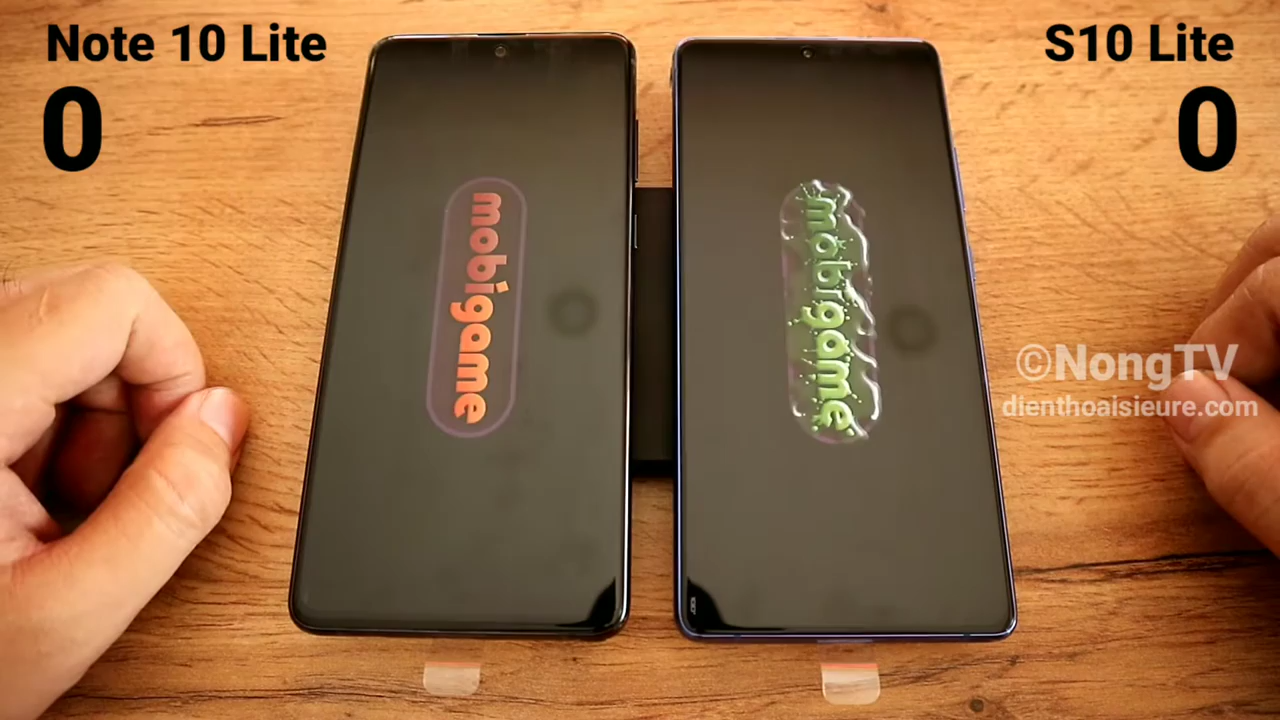 Note 10 Lite
0
S10 Lite
0
mobigame
mobigame
©NongTV
dienthoaisieure.com